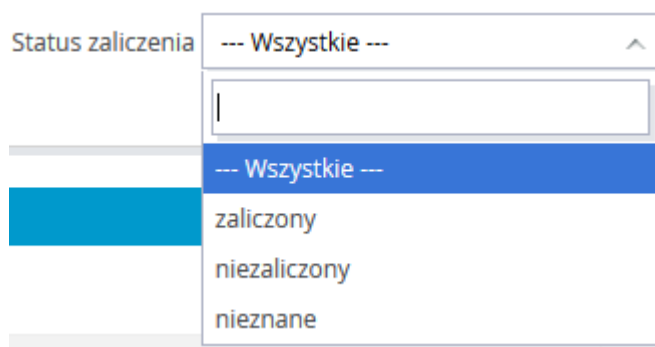 Status zaliczenia --- Wszystkie ---
--- Wszystkie ---
zaliczony
niezaliczony
nieznane